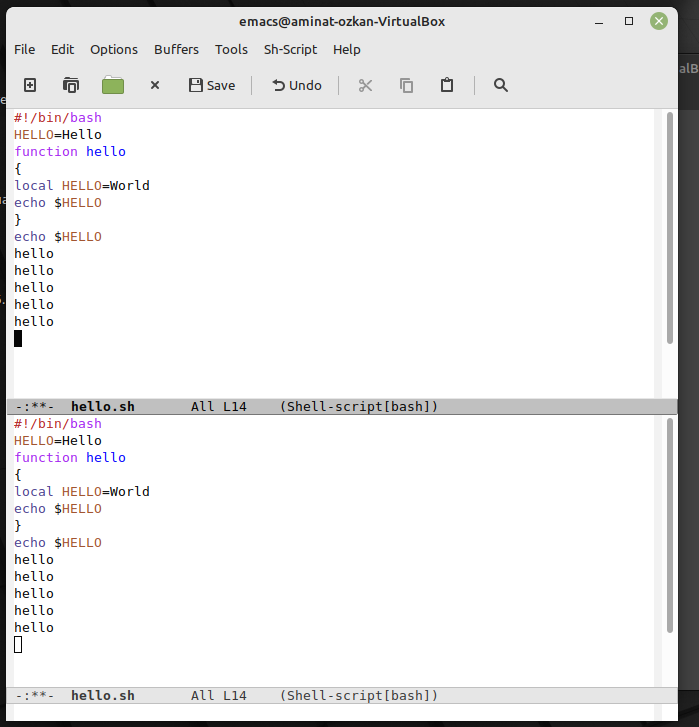 emacs@aminat-ozkan-VirtualBox
File Edit Options Buffers Tools Sh-Script Help
Save Undo
#!/bin/bash
HELLO=Hello
function hello
{
local HELLO=World
echo $HELLO
}
echo $HELLO
hello
hello
hello
hello
hello
-:**- hello.sh All L14 (Shell-script[bash])
#!/bin/bash
HELLO=Hello
function hello
{
local HELLO=World
echo $HELLO
}
echo $HELLO
hello
hello
hello
hello
hello
-:**- hello.sh All L14 (Shell-script[bash])